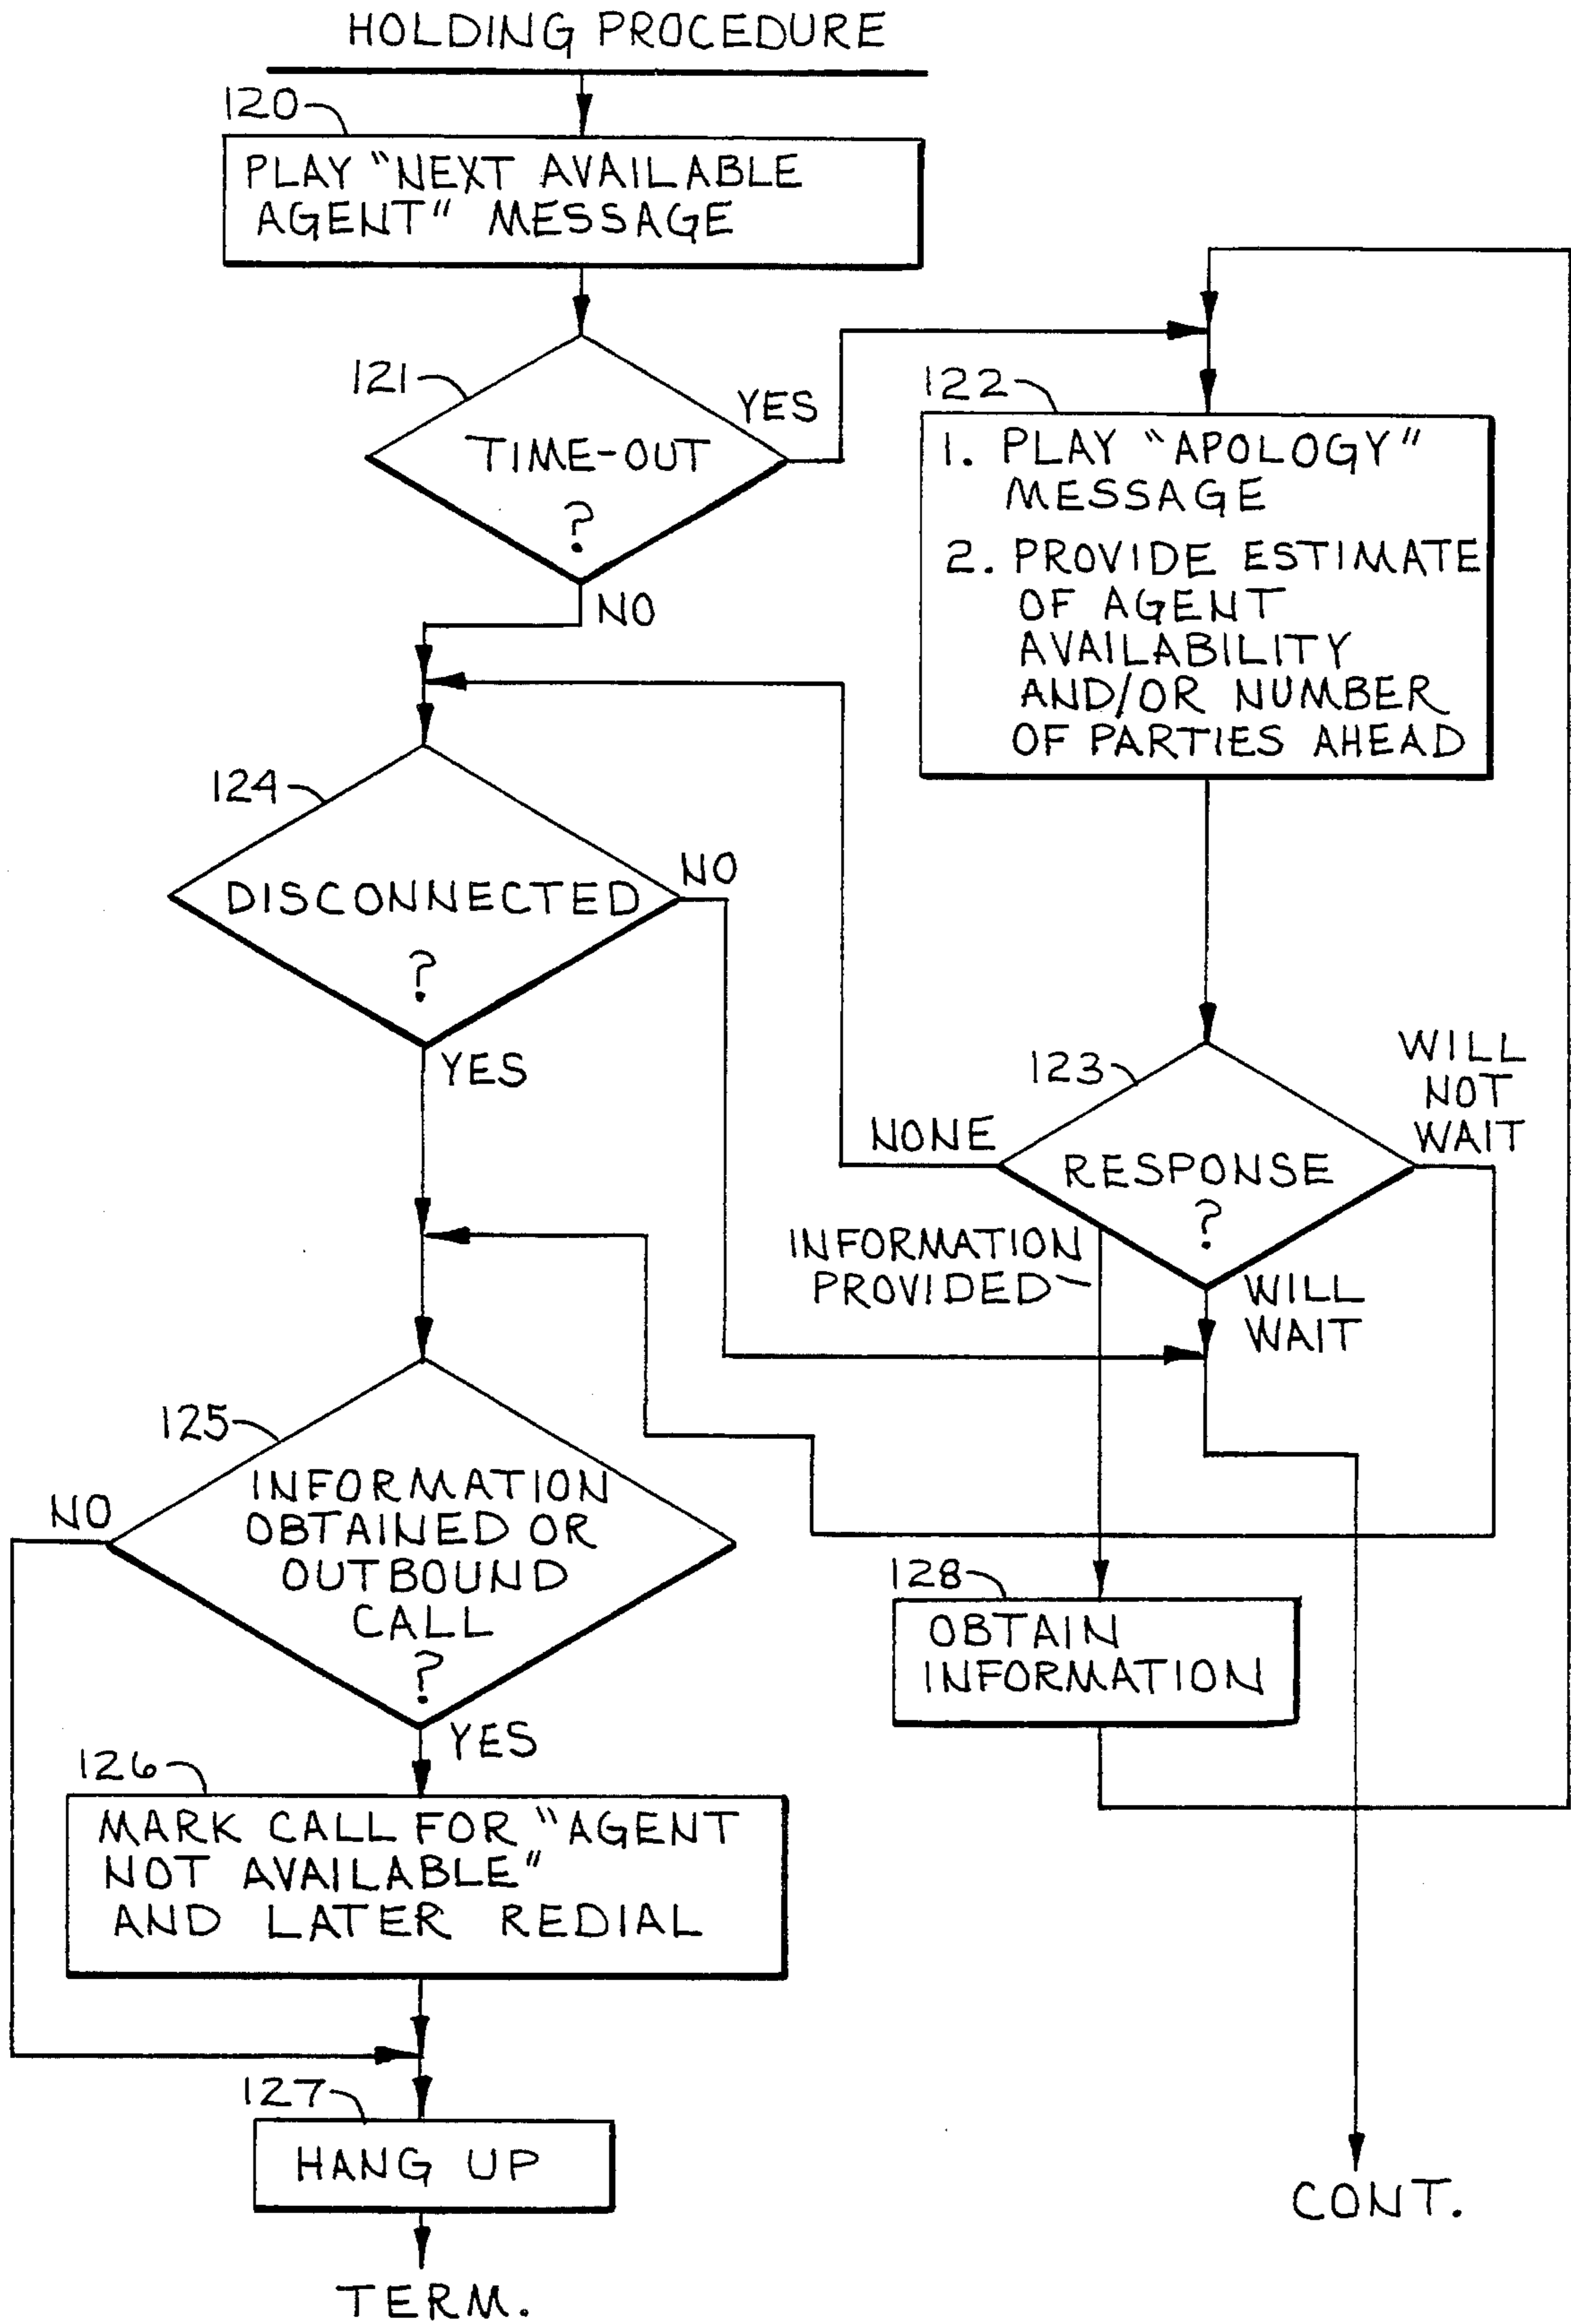 HOLDING PROCEDURE
120
PLAY "NEXT AVAILABLE
AGENT" MESSAGE
121
YES
TIME-OUT
?
NO
122
1. PLAY "APOLOGY"
MESSAGE
2. PROVIDE ESTIMATE
OF AGENT
AVAILABILITY
AND/OR NUMBER
OF PARTIES AHEAD
124
NO
DISCONNECTED
?
YES
123
WILL
NOT
WAIT
NONE
RESPONSE
?
INFORMATION
PROVIDED
WILL
WAIT
125
NO
INFORMATION
OBTAINED OR
OUTBOUND
CALL
?
YES
128
OBTAIN
INFORMATION
126
MARK CALL FOR "AGENT
NOT AVAILABLE"
AND LATER REDIAL
127
HANG UP
TERM.
CONT.